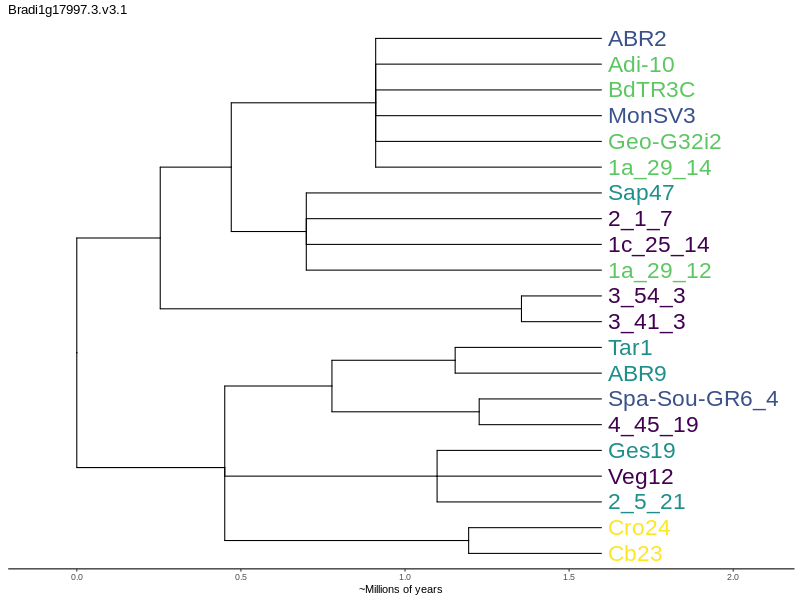 Bradi1g17997.3.v3.1
ABR2
Adi-10
BdTR3C
MonSV3
Geo-G32i2
1a_29_14
Sap47
2_1_7
1c_25_14
1a_29_12
3_54_3
3_41_3
Tar1
ABR9
Spa-Sou-GR6_4
4_45_19
Ges19
Veg12
2_5_21
Cro24
Cb23
0.0 0.5 1.0 1.5 2.0
~Millions of years